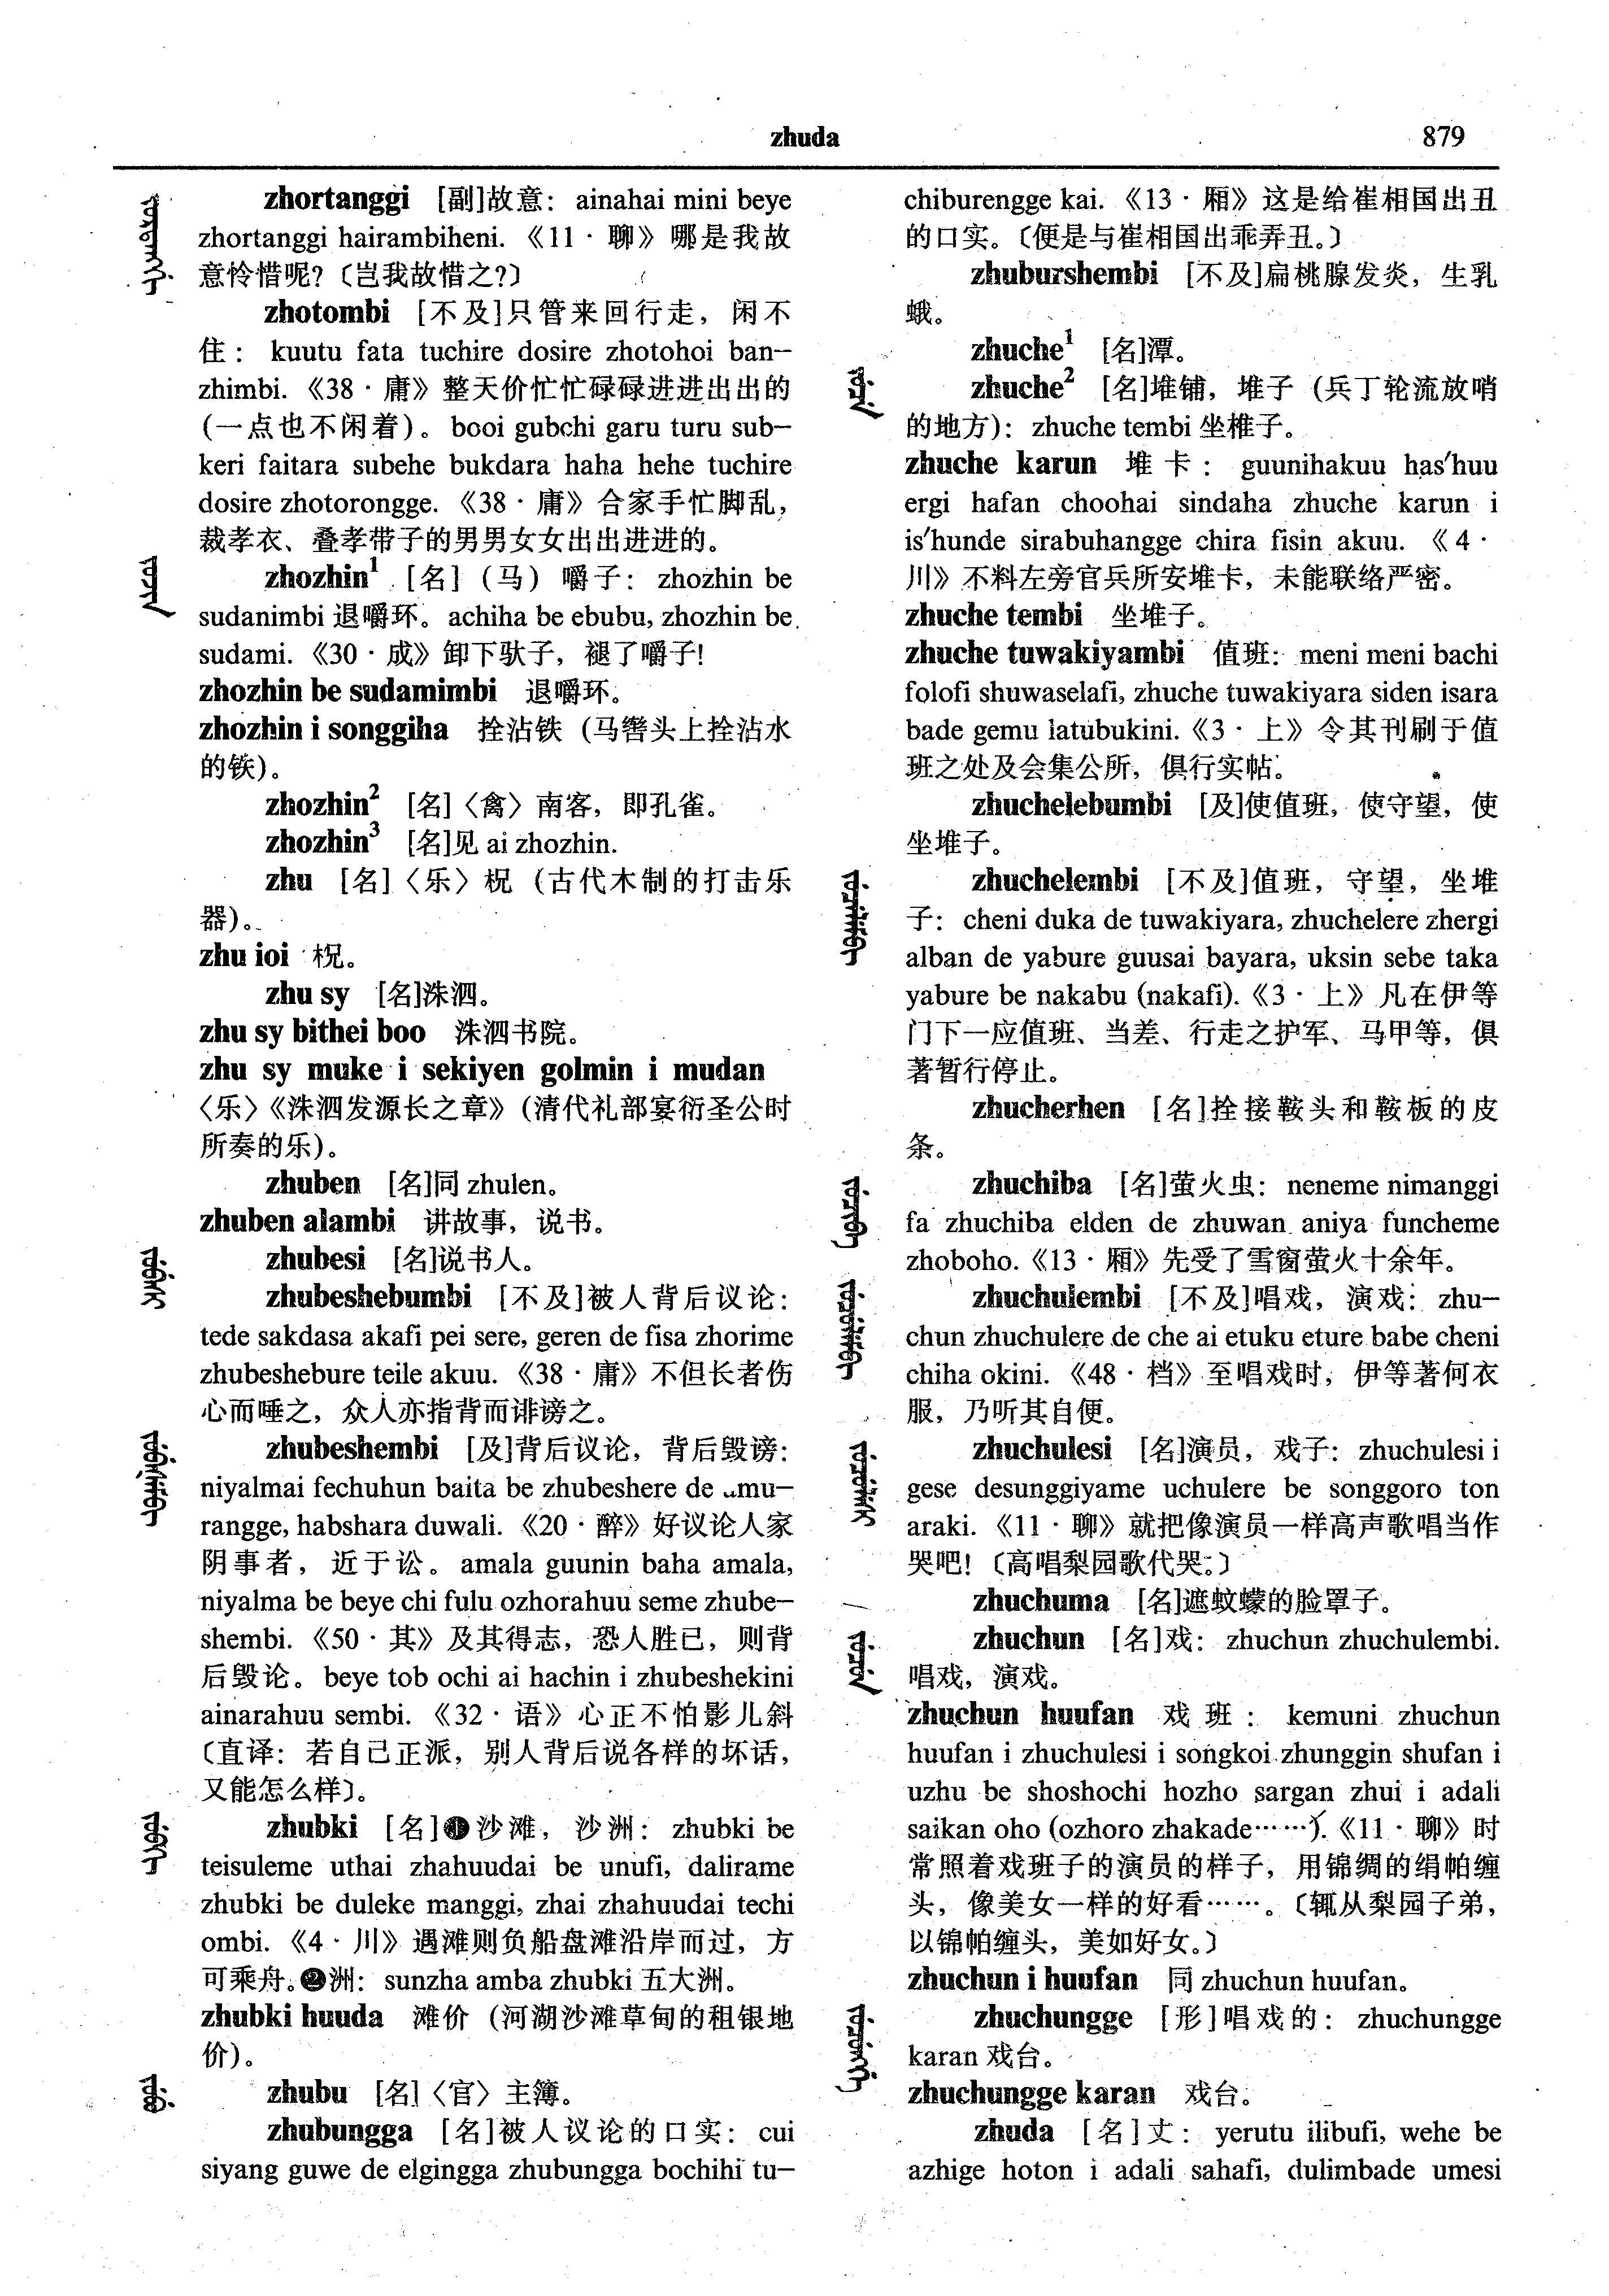 zhuda
879
zhortanggi [副]故意: ainahai mini beye
zhortanggi hairambiheni.《11·聊》哪是我故
意怜惜呢?〔岂我故惜之?〕
zhotombi [不及]只管来回行走,闲不
住: kuutu fata tuchire dosire zhotohoi ban-
zhimbi.《38·庸》整天价忙忙碌碌进进出出的
(一点也不闲着)。booi gubchi garu turu sub-
keri faitara subehe bukdara haha hehe tuchire
dosire zhotorongge.《38·庸》合家手忙脚乱,
裁孝衣、叠孝带子的男男女女出出进进的。
zhozhin¹ [名](马)嚼子: zhozhin be
sudanimbi 退嚼环。achiha be ebubu, zhozhin be
sudami.《30·成》卸下驮子,褪了嚼子!
zhozhin be sudamimbi 退嚼环。
zhozhin i songgiha 拴沾铁(马辔头上拴沾水
的铁)。
zhozhin² [名]〈禽〉南客,即孔雀。
zhozhin³ [名]见 ai zhozhin.
zhu [名]〈乐〉柷(古代木制的打击乐
器)。
zhu ioi 柷。
zhu sy [名]洙泗。
zhu sy bithei boo 洙泗书院。
zhu sy muke i sekiyen golmin i mudan
〈乐〉《洙泗发源长之章》(清代礼部宴衍圣公时
所奏的乐)。
zhuben [名]同 zhulen。
zhuben alambi 讲故事,说书。
zhubesi [名]说书人。
zhubeshebumbi [不及]被人背后议论:
tede sakdasa akafi pei sere, geren de fisa zhorime
zhubeshebure teile akuu.《38·庸》不但长者伤
心而唾之,众人亦指背而诽谤之。
zhubeshembi [及]背后议论,背后毁谤:
niyalmai fechuhun baita be zhubeshere de amu-
rangge, habshara duwali.《20·醉》好议论人家
阴事者,近于讼。amala guunin baha amala,
niyalma be beye chi fulu ozhorahuu seme zhube-
shembi.《50·其》及其得志,恐人胜已,则背
后毁论。beye tob ochi ai hachin i zhubeshekini
ainarahuu sembi.《32·语》心正不怕影儿斜
〔直译:若自己正派,别人背后说各样的坏话,
又能怎么样〕。
zhubki [名]❶沙滩,沙洲: zhubki be
teisuleme uthai zhahuudai be unufi, dalirame
zhubki be duleke manggi, zhai zhahuudai techi
ombi.《4·川》遇滩则负船盘滩沿岸而过,方
可乘舟。❷洲: sunzha amba zhubki 五大洲。
zhubki huuda 滩价(河湖沙滩草甸的租银地
价)。
zhubu [名]〈官〉主簿。
zhubungga [名]被人议论的口实: cui
siyang guwe de elgingga zhubungga bochihi tu-
chiburengge kai.《13·厢》这是给崔相国出丑
的口实。〔便是与崔相国出乖弄丑。〕
zhuburshembi [不及]扁桃腺发炎,生乳
蛾。
zhuche¹ [名]潭。
zhuche² [名]堆铺,堆子(兵丁轮流放哨
的地方): zhuche tembi 坐椎子。
zhuche karun 堆卡: guunihakuu has'huu
ergi hafan choohai sindaha zhuche karun i
is'hunde sirabuhangge chira fisin akuu.《4·
川》不料左旁官兵所安堆卡,未能联络严密。
zhuche tembi 坐堆子。
zhuche tuwakiyambi 值班: meni meni bachi
folofi shuwaselafi, zhuche tuwakiyara siden isara
bade gemu latubukini.《3·上》令其刊刷于值
班之处及会集公所,俱行实帖。
zhuchelebumbi [及]使值班,使守望,使
坐堆子。
zhuchelembi [不及]值班,守望,坐堆
子: cheni duka de tuwakiyara, zhuchelere zhergi
alban de yabure guusai bayara, uksin sebe taka
yabure be nakabu (nakafi).《3·上》凡在伊等
门下一应值班、当差、行走之护军、马甲等,俱
著暂行停止。
zhucherhen [名]拴接鞍头和鞍板的皮
条。
zhuchiba [名]萤火虫: neneme nimanggi
fa zhuchiba elden de zhuwan aniya funcheme
zhoboho.《13·厢》先受了雪窗萤火十余年。
zhuchulembi [不及]唱戏,演戏: zhu-
chun zhuchulere de che ai etuku eture babe cheni
chiha okini.《48·档》至唱戏时,伊等著何衣
服,乃听其自便。
zhuchulesi [名]演员,戏子: zhuchulesi i
gese desunggiyame uchulere be songgoro ton
araki.《11·聊》就把像演员一样高声歌唱当作
哭吧!〔高唱梨园歌代哭。〕
zhuchuma [名]遮蚊蠓的脸罩子。
zhuchun [名]戏: zhuchun zhuchulembi.
唱戏,演戏。
zhuchun huufan 戏班: kemuni zhuchun
huufan i zhuchulesi i songkoi zhunggin shufan i
uzhu be shoshochi hozho sargan zhui i adali
saikan oho (ozhoro zhakade……).《11·聊》时
常照着戏班子的演员的样子,用锦绸的绢帕缠
头,像美女一样的好看……。〔辄从梨园子弟,
以锦帕缠头,美如好女。〕
zhuchun i huufan 同 zhuchun huufan。
zhuchungge [形]唱戏的: zhuchungge
karan 戏台。
zhuchungge karan 戏台。
zhuda [名]丈: yerutu ilibufi, wehe be
azhige hoton i adali sahafi, dulimbade umesi